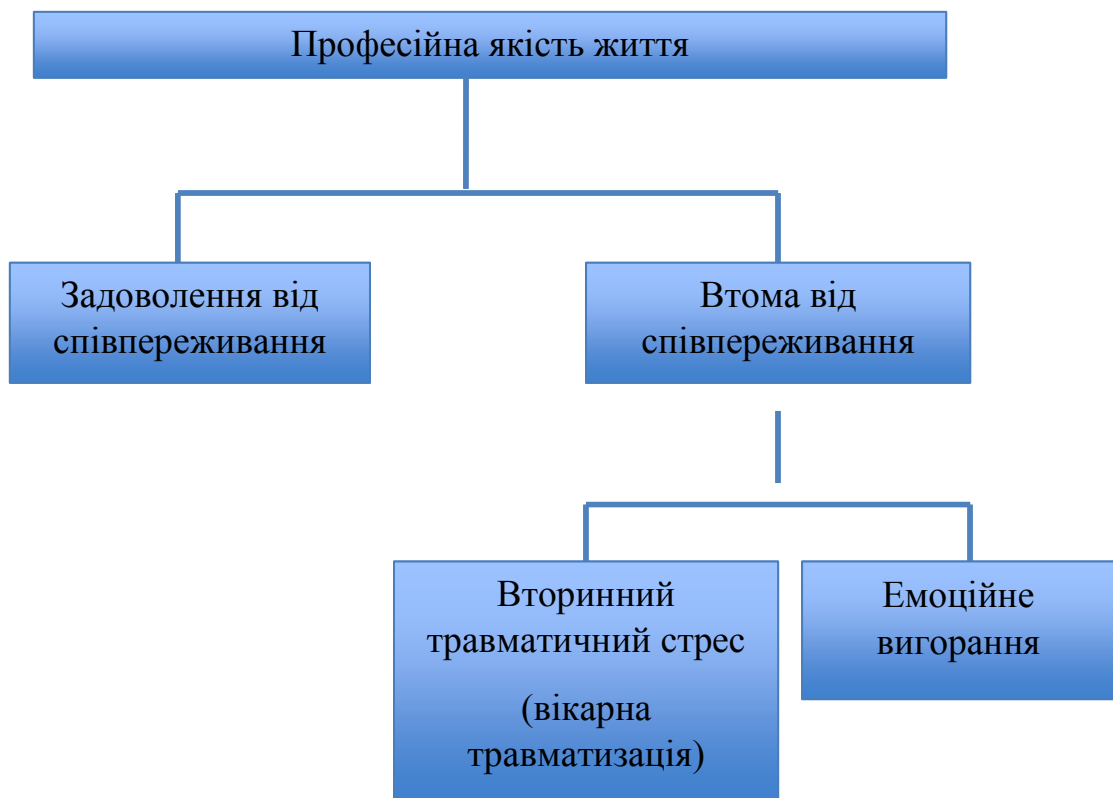 Професійна якість життя
Задоволення від
співпереживання
Втома від
співпереживання
Вторинний
травматичний стрес
(вікарна
травматизація)
Емоційне
вигорання